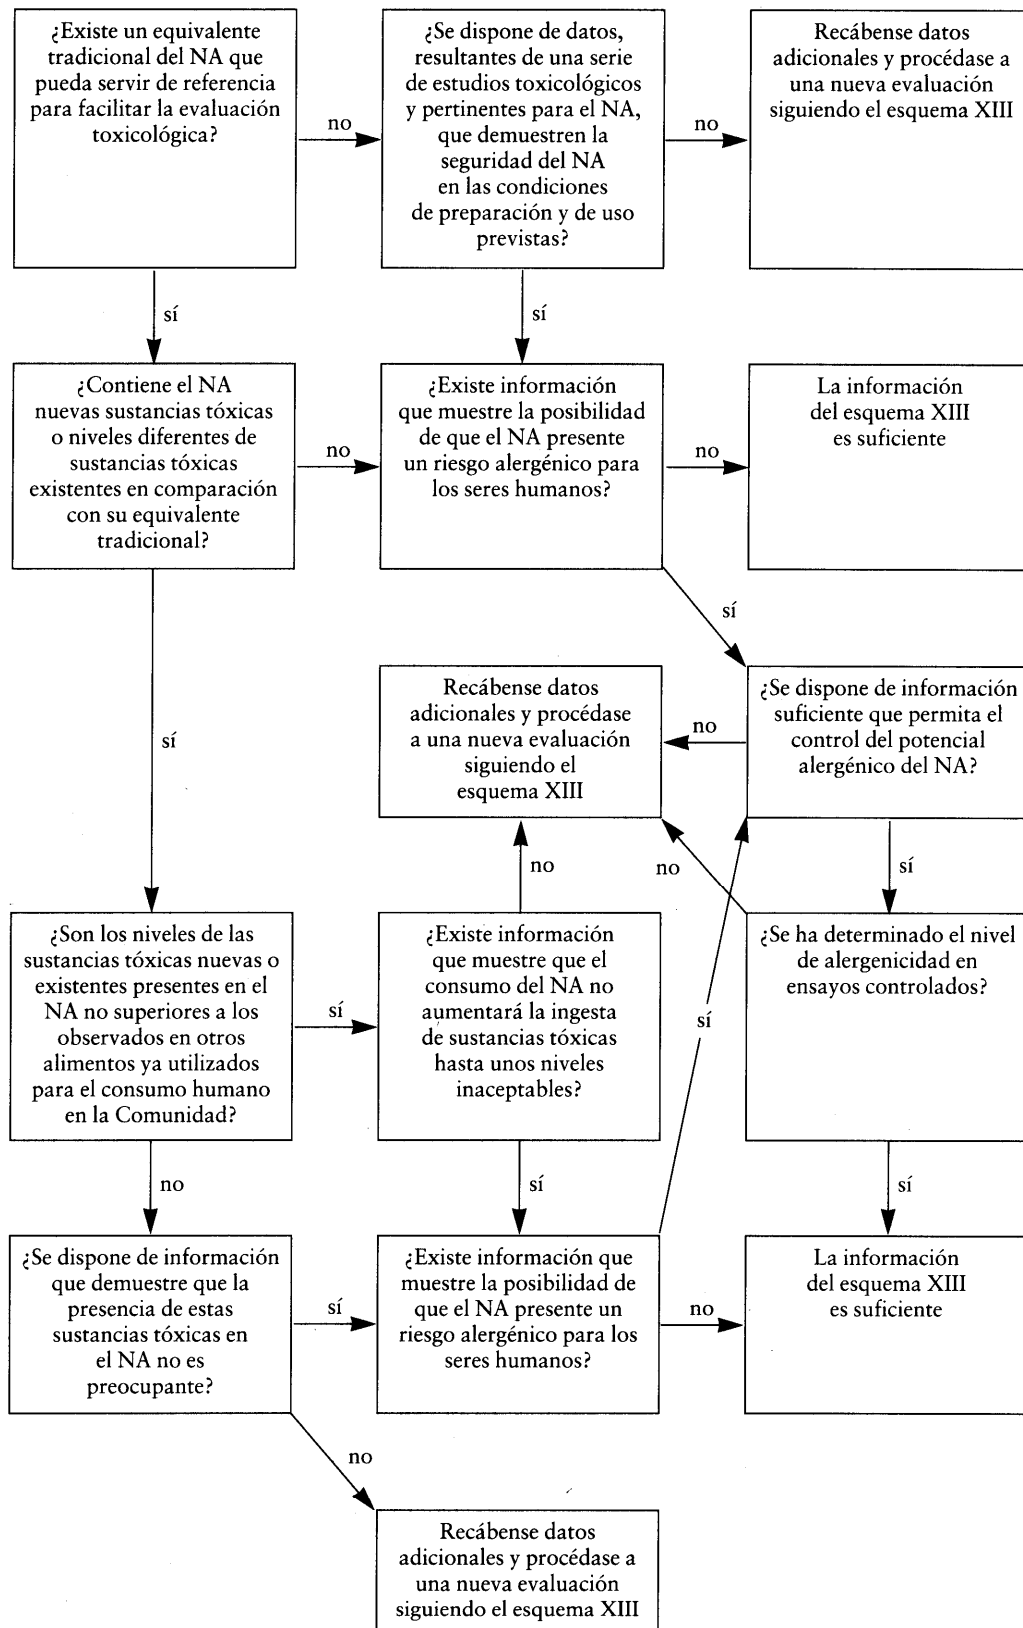 ¿Existe un equivalente
tradicional del NA que
pueda servir de referencia
para facilitar la evaluación
toxicológica?
no
¿Se dispone de datos,
resultantes de una serie
de estudios toxicológicos
y pertinentes para el NA,
que demuestren la
seguridad del NA
en las condiciones
de preparación y de uso
previstas?
no
Recábense datos
adicionales y procédase a
una nueva evaluación
siguiendo el esquema XIII
sí
sí
¿Contiene el NA
nuevas sustancias tóxicas
o niveles diferentes de
sustancias tóxicas
existentes en comparación
con su equivalente
tradicional?
no
¿Existe información
que muestre la posibilidad
de que el NA presente
un riesgo alergénico para
los seres humanos?
no
La información
del esquema XIII
es suficiente
sí
sí
Recábense datos
adicionales y procédase
a una nueva evaluación
siguiendo el
esquema XIII
no
¿Se dispone de información
suficiente que permita el
control del potencial
alergénico del NA?
no
no
sí
sí
¿Son los niveles de las
sustancias tóxicas nuevas o
existentes presentes en el
NA no superiores a los
observados en otros
alimentos ya utilizados
para el consumo humano
en la Comunidad?
sí
¿Existe información
que muestre que el
consumo del NA no
aumentará la ingesta
de sustancias tóxicas
hasta unos niveles
inaceptables?
¿Se ha determinado el nivel
de alergenicidad en
ensayos controlados?
no
sí
sí
¿Se dispone de información
que demuestre que la
presencia de estas
sustancias tóxicas en
el NA no es
preocupante?
sí
¿Existe información que
muestre la posibilidad de
que el NA presente un
riesgo alergénico para los
seres humanos?
no
La información
del esquema XIII
es suficiente
no
Recábense datos
adicionales y procédase a
una nueva evaluación
siguiendo el esquema XIII